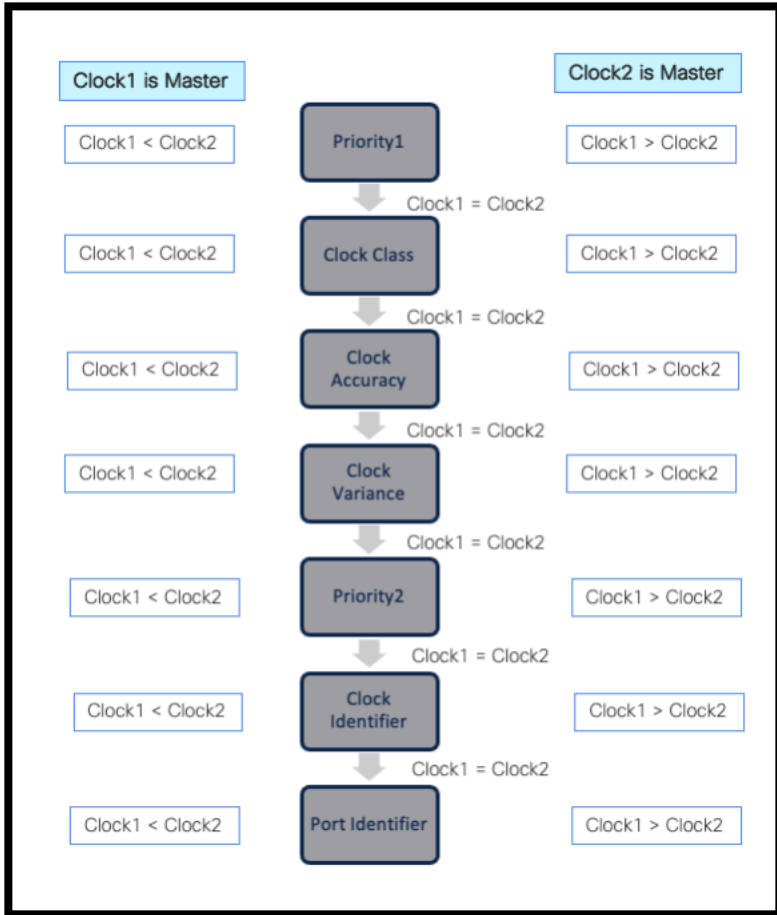 Clock1 is Master
Clock2 is Master
Clock1 < Clock2
Priority1
Clock1 > Clock2
Clock1 = Clock2
Clock1 < Clock2
Clock Class
Clock1 > Clock2
Clock1 = Clock2
Clock1 < Clock2
Clock
Accuracy
Clock1 > Clock2
Clock1 = Clock2
Clock1 < Clock2
Clock
Variance
Clock1 > Clock2
Clock1 = Clock2
Clock1 < Clock2
Priority2
Clock1 > Clock2
Clock1 = Clock2
Clock1 < Clock2
Clock
Identifier
Clock1 > Clock2
Clock1 = Clock2
Clock1 < Clock2
Port Identifier
Clock1 > Clock2